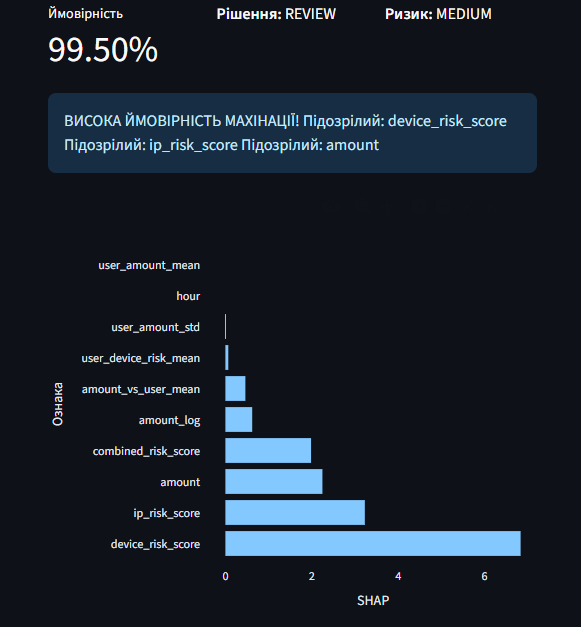 Ймовірність
Рішення: REVIEW
Ризик: MEDIUM
99.50%
ВИСОКА ЙМОВІРНІСТЬ МАХІНАЦІЇ! Підозрілий: device_risk_score
Підозрілий: ip_risk_score Підозрілий: amount
user_amount_mean
hour
user_amount_std
user_device_risk_mean
amount_vs_user_mean
amount_log
combined_risk_score
amount
ip_risk_score
device_risk_score
Ознака
0 2 4 6
SHAP